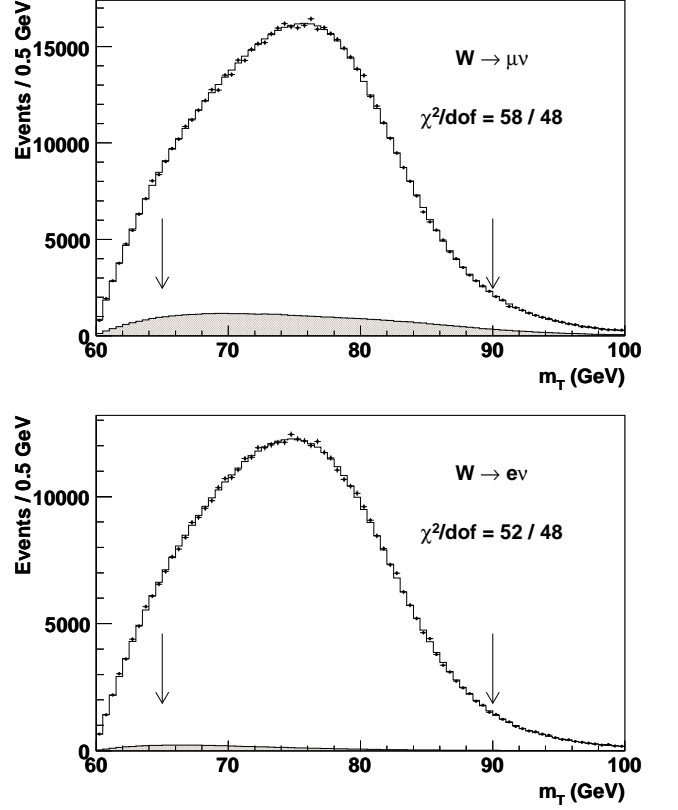 Events / 0.5 GeV
15000
10000
5000
0
W → μν
χ²/dof = 58 / 48
60 70 80 90 100
m_T (GeV)
Events / 0.5 GeV
10000
5000
0
W → eν
χ²/dof = 52 / 48
60 70 80 90 100
m_T (GeV)